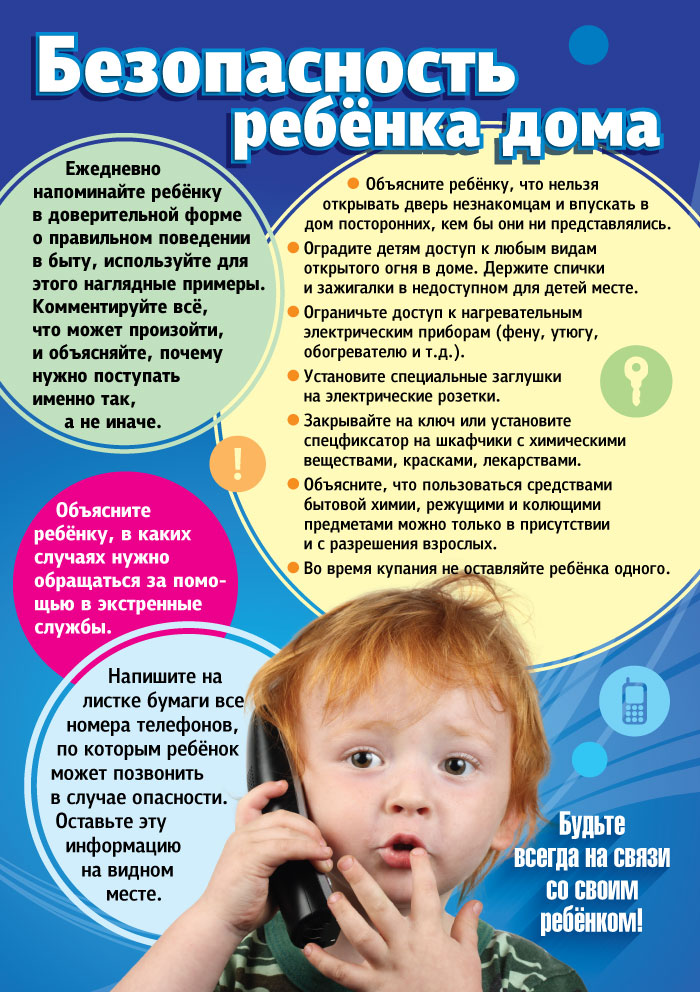 Безопасность
ребёнка дома
Ежедневно
напоминайте ребёнку
в доверительной форме
о правильном поведении
в быту, используйте для
этого наглядные примеры.
Комментируйте всё,
что может произойти,
и объясняйте, почему
нужно поступать
именно так,
а не иначе.
● Объясните ребёнку, что нельзя
открывать дверь незнакомцам и впускать в
дом посторонних, кем бы они ни представлялись.
● Оградите детям доступ к любым видам
открытого огня в доме. Держите спички
и зажигалки в недоступном для детей месте.
● Ограничьте доступ к нагревательным
электрическим приборам (фену, утюгу,
обогревателю и т.д.).
● Установите специальные заглушки
на электрические розетки.
● Закрывайте на ключ или установите
спецфиксатор на шкафчики с химическими
веществами, красками, лекарствами.
● Объясните, что пользоваться средствами
бытовой химии, режущими и колющими
предметами можно только в присутствии
и с разрешения взрослых.
● Во время купания не оставляйте ребёнка одного.
!
Объясните
ребёнку, в каких
случаях нужно
обращаться за помо-
щью в экстренные
службы.
Напишите на
листке бумаги все
номера телефонов,
по которым ребёнок
может позвонить
в случае опасности.
Оставьте эту
информацию
на видном
месте.
Будьте
всегда на связи
со своим
ребёнком!